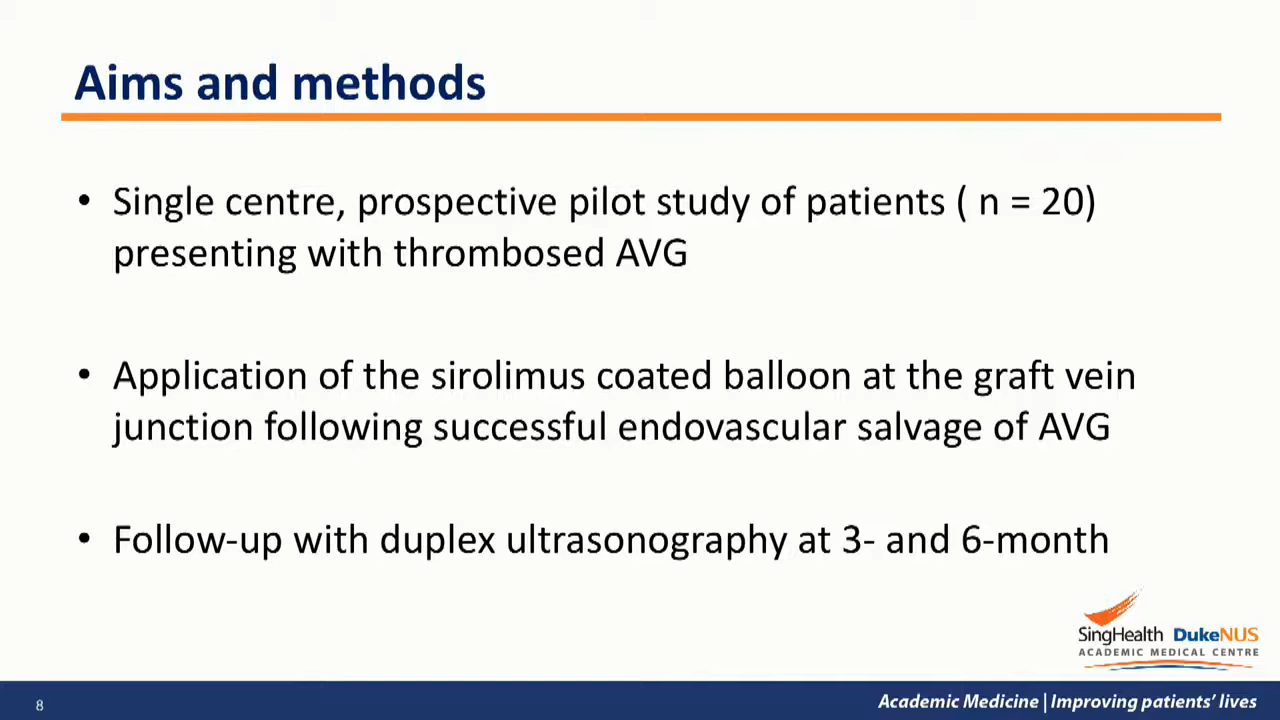 Aims and methods
• Single centre, prospective pilot study of patients ( n = 20)
presenting with thrombosed AVG
• Application of the sirolimus coated balloon at the graft vein
junction following successful endovascular salvage of AVG
• Follow-up with duplex ultrasonography at 3- and 6-month
SingHealth DukeNUS
ACADEMIC MEDICAL CENTRE
8
Academic Medicine | Improving patients' lives